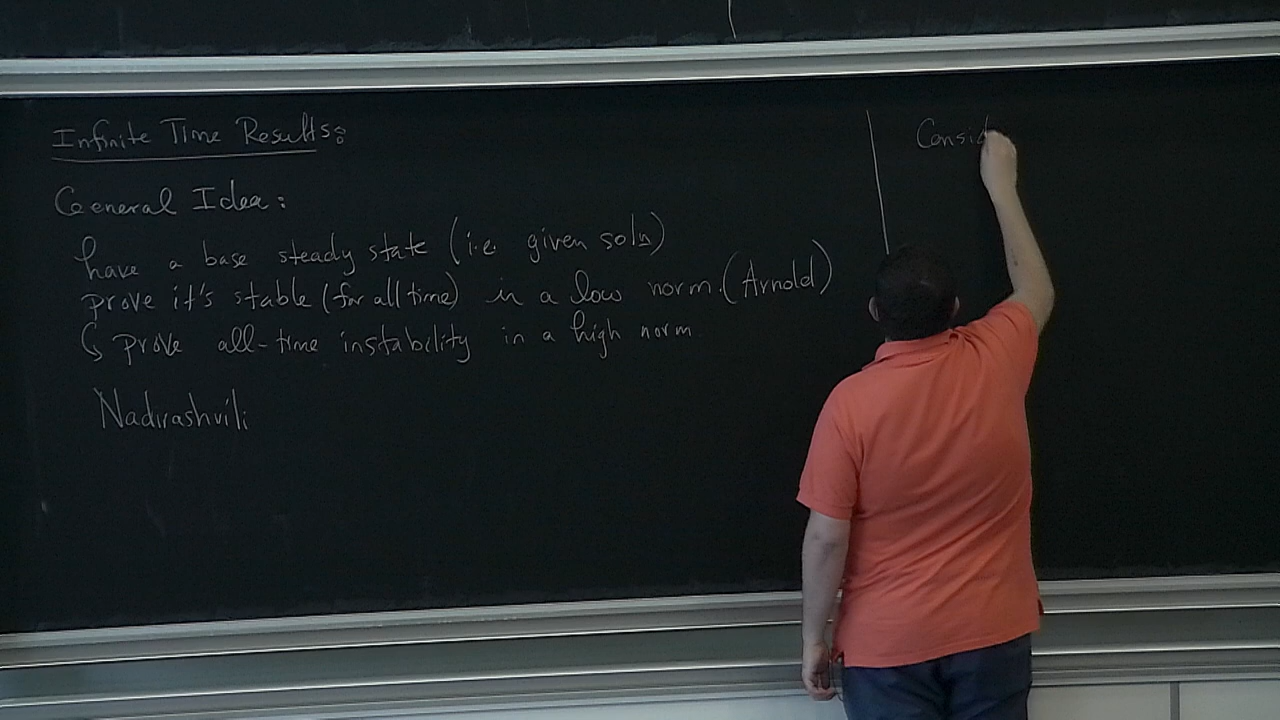 Infinite Time Results:
General Idea:
have a base steady state (i.e. given soln)
prove it's stable (for all time) in a low norm. (Arnold)
↳ prove all-time instability in a high norm.
Nadirashvili
Consid